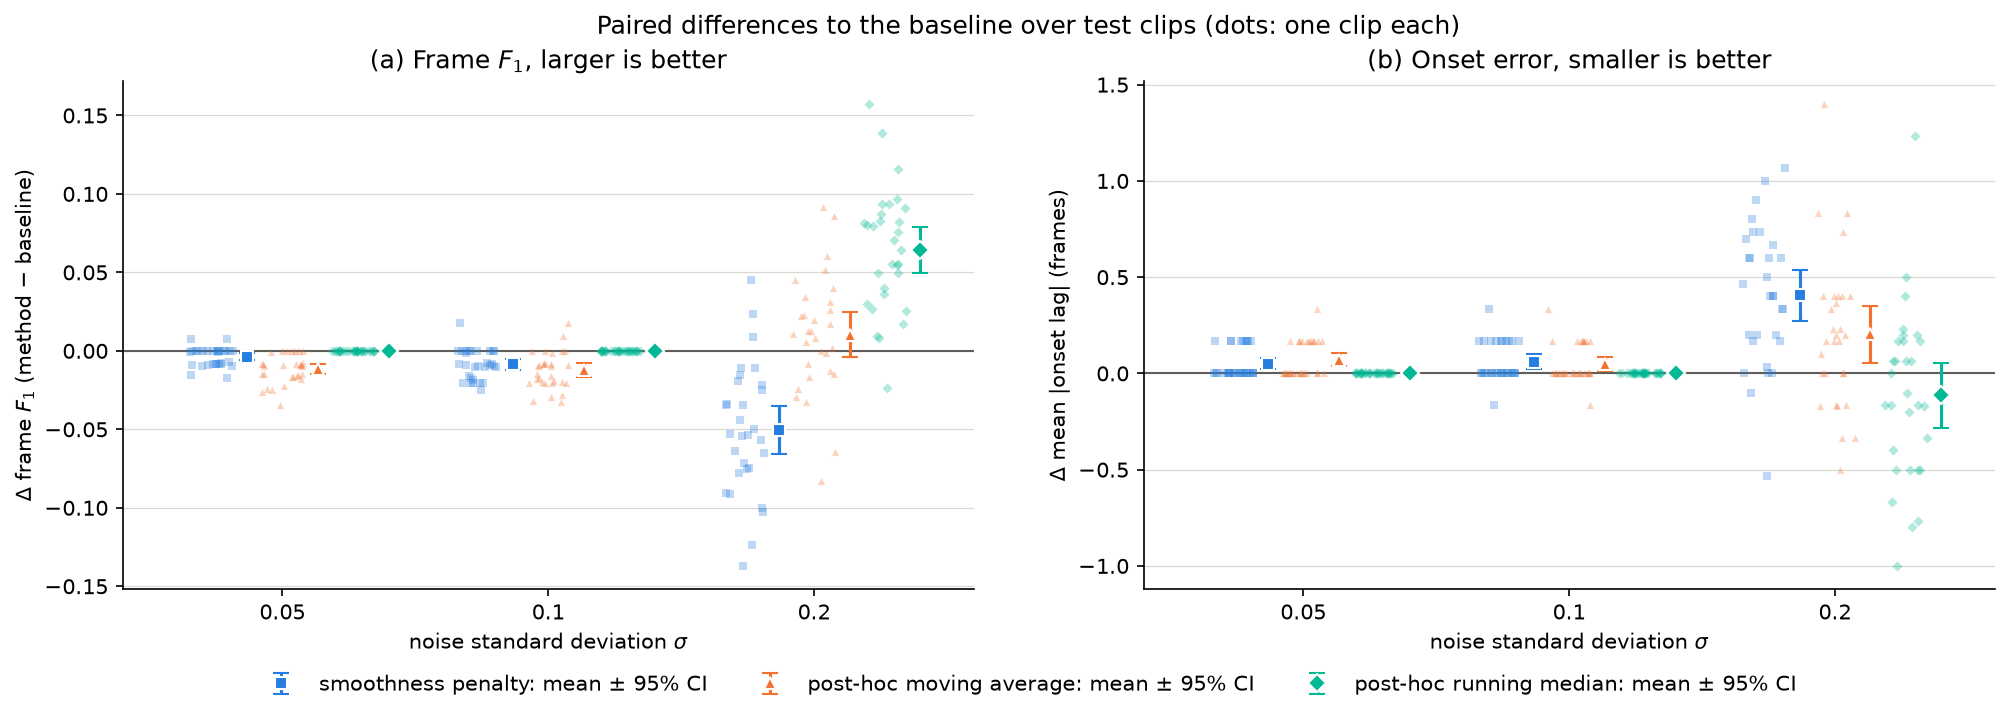 Paired differences to the baseline over test clips (dots: one clip each)
(a) Frame F₁, larger is better
Δ frame F₁ (method − baseline)
0.15
0.10
0.05
0.00
−0.05
−0.10
−0.15
0.05
0.1
0.2
noise standard deviation σ
(b) Onset error, smaller is better
Δ mean |onset lag| (frames)
1.5
1.0
0.5
0.0
−0.5
−1.0
0.05
0.1
0.2
noise standard deviation σ
smoothness penalty: mean ± 95% CI
post-hoc moving average: mean ± 95% CI
post-hoc running median: mean ± 95% CI